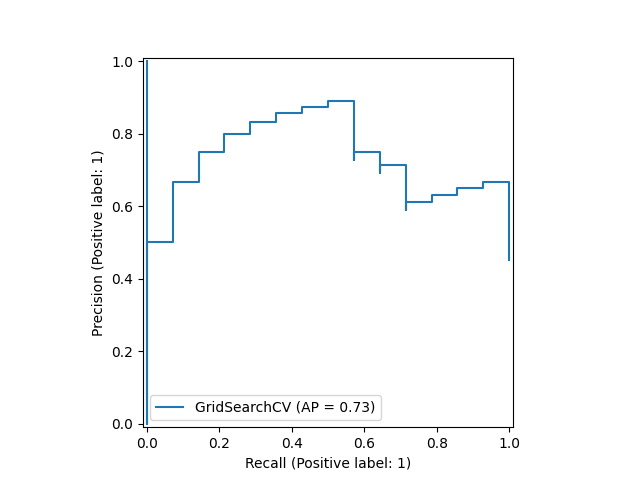 1.0
0.8
0.6
0.4
0.2
0.0
Precision (Positive label: 1)
GridSearchCV (AP = 0.73)
0.0 0.2 0.4 0.6 0.8 1.0
Recall (Positive label: 1)